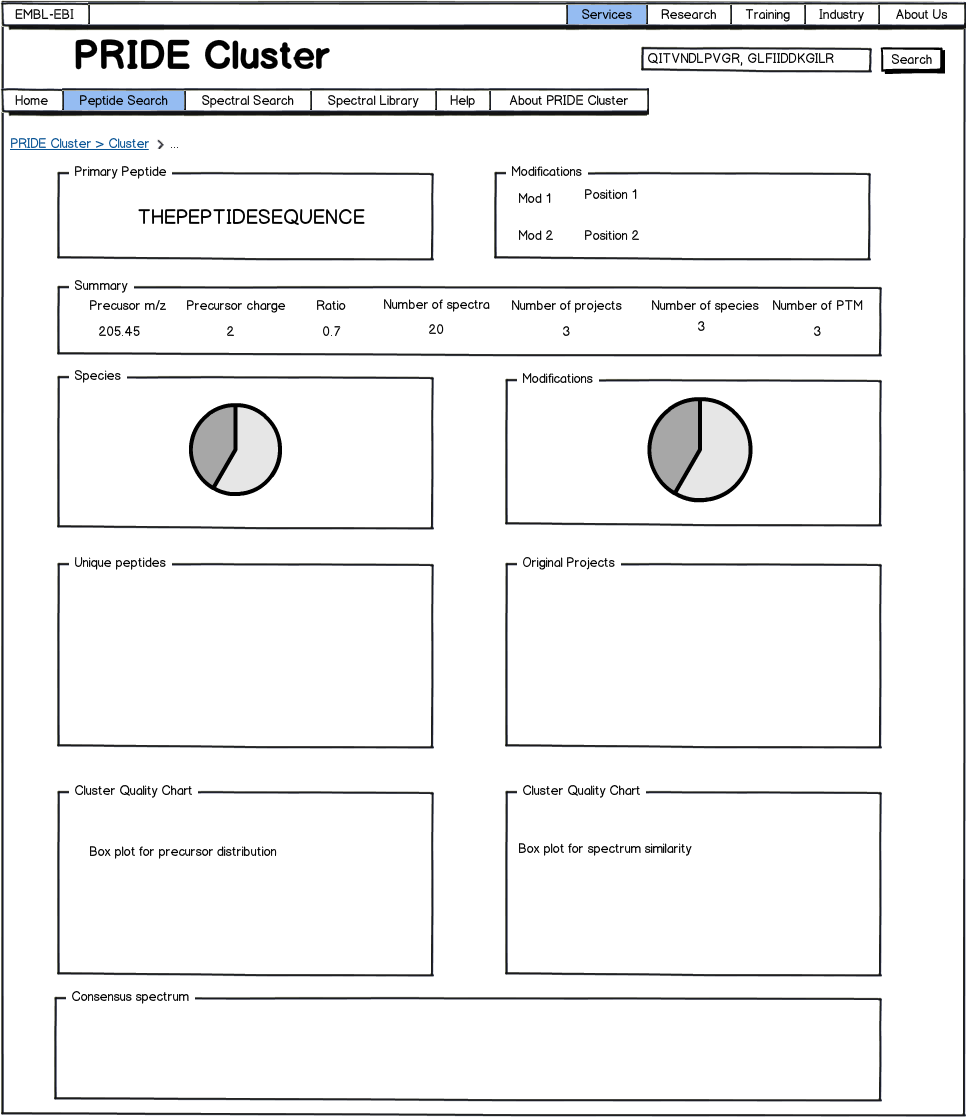 EMBL-EBI Services Research Training Industry About Us
PRIDE Cluster
QITVNDLPVGR, GLFIIDDKGILR Search
Home Peptide Search Spectral Search Spectral Library Help About PRIDE Cluster
PRIDE Cluster > Cluster > ...
Primary Peptide
THEPEPTIDESEQUENCE
Modifications
Mod 1 Position 1
Mod 2 Position 2
Summary
Precusor m/z Precursor charge Ratio Number of spectra Number of projects Number of species Number of PTM
205.45 2 0.7 20 3 3 3
Species
Modifications
Unique peptides
Original Projects
Cluster Quality Chart
Box plot for precursor distribution
Cluster Quality Chart
Box plot for spectrum similarity
Consensus spectrum